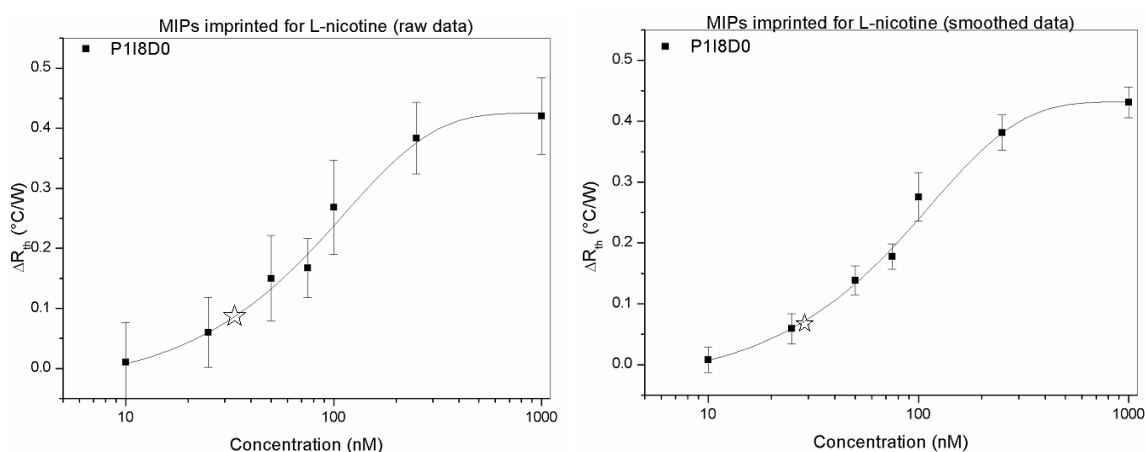 MIPs imprinted for L-nicotine (raw data)
P1I8D0
0.5
0.4
0.3
0.2
0.1
0.0
ΔRth (°C/W)
10
100
1000
Concentration (nM)
MIPs imprinted for L-nicotine (smoothed data)
P1I8D0
0.5
0.4
0.3
0.2
0.1
0.0
ΔRth (°C/W)
10
100
1000
Concentration (nM)